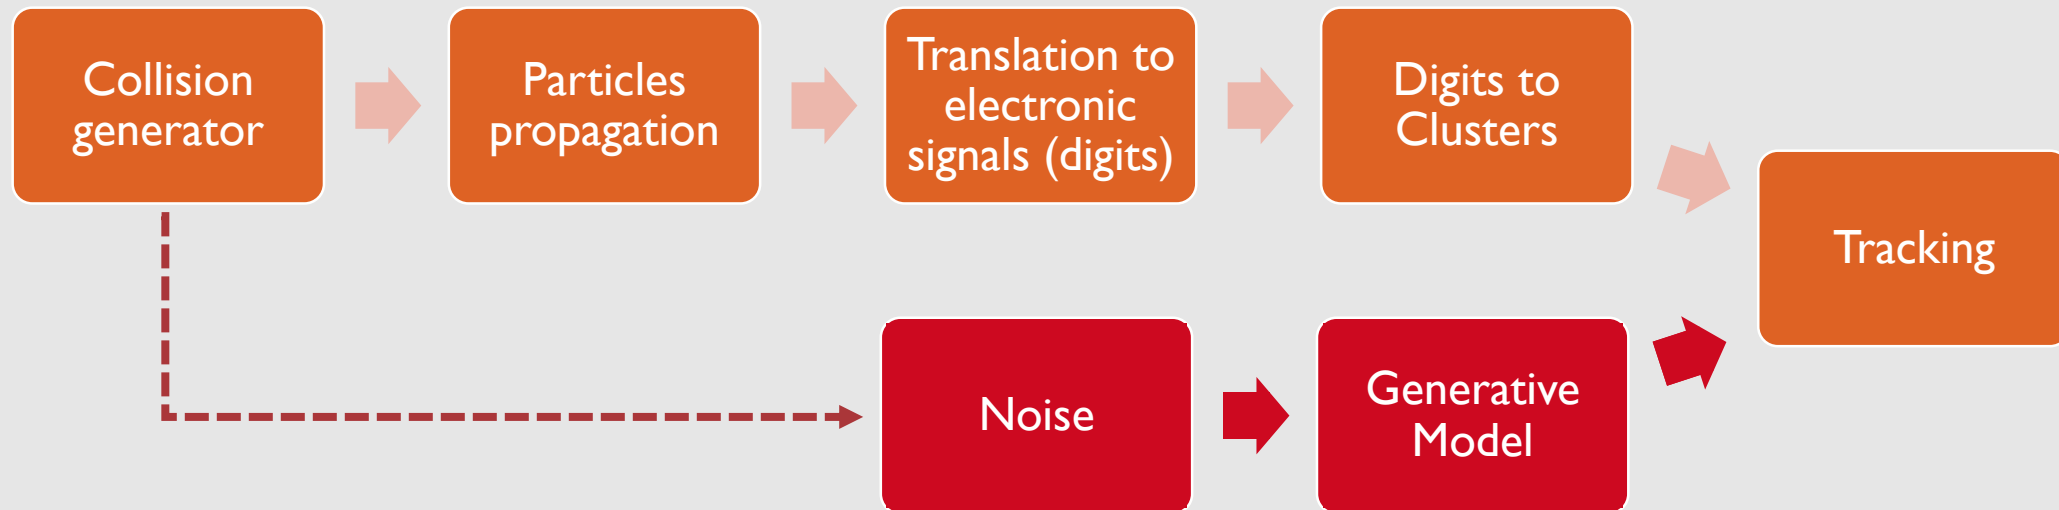 Collision
generator
Particles
propagation
Translation to
electronic
signals (digits)
Digits to
Clusters
Tracking
Noise
Generative
Model